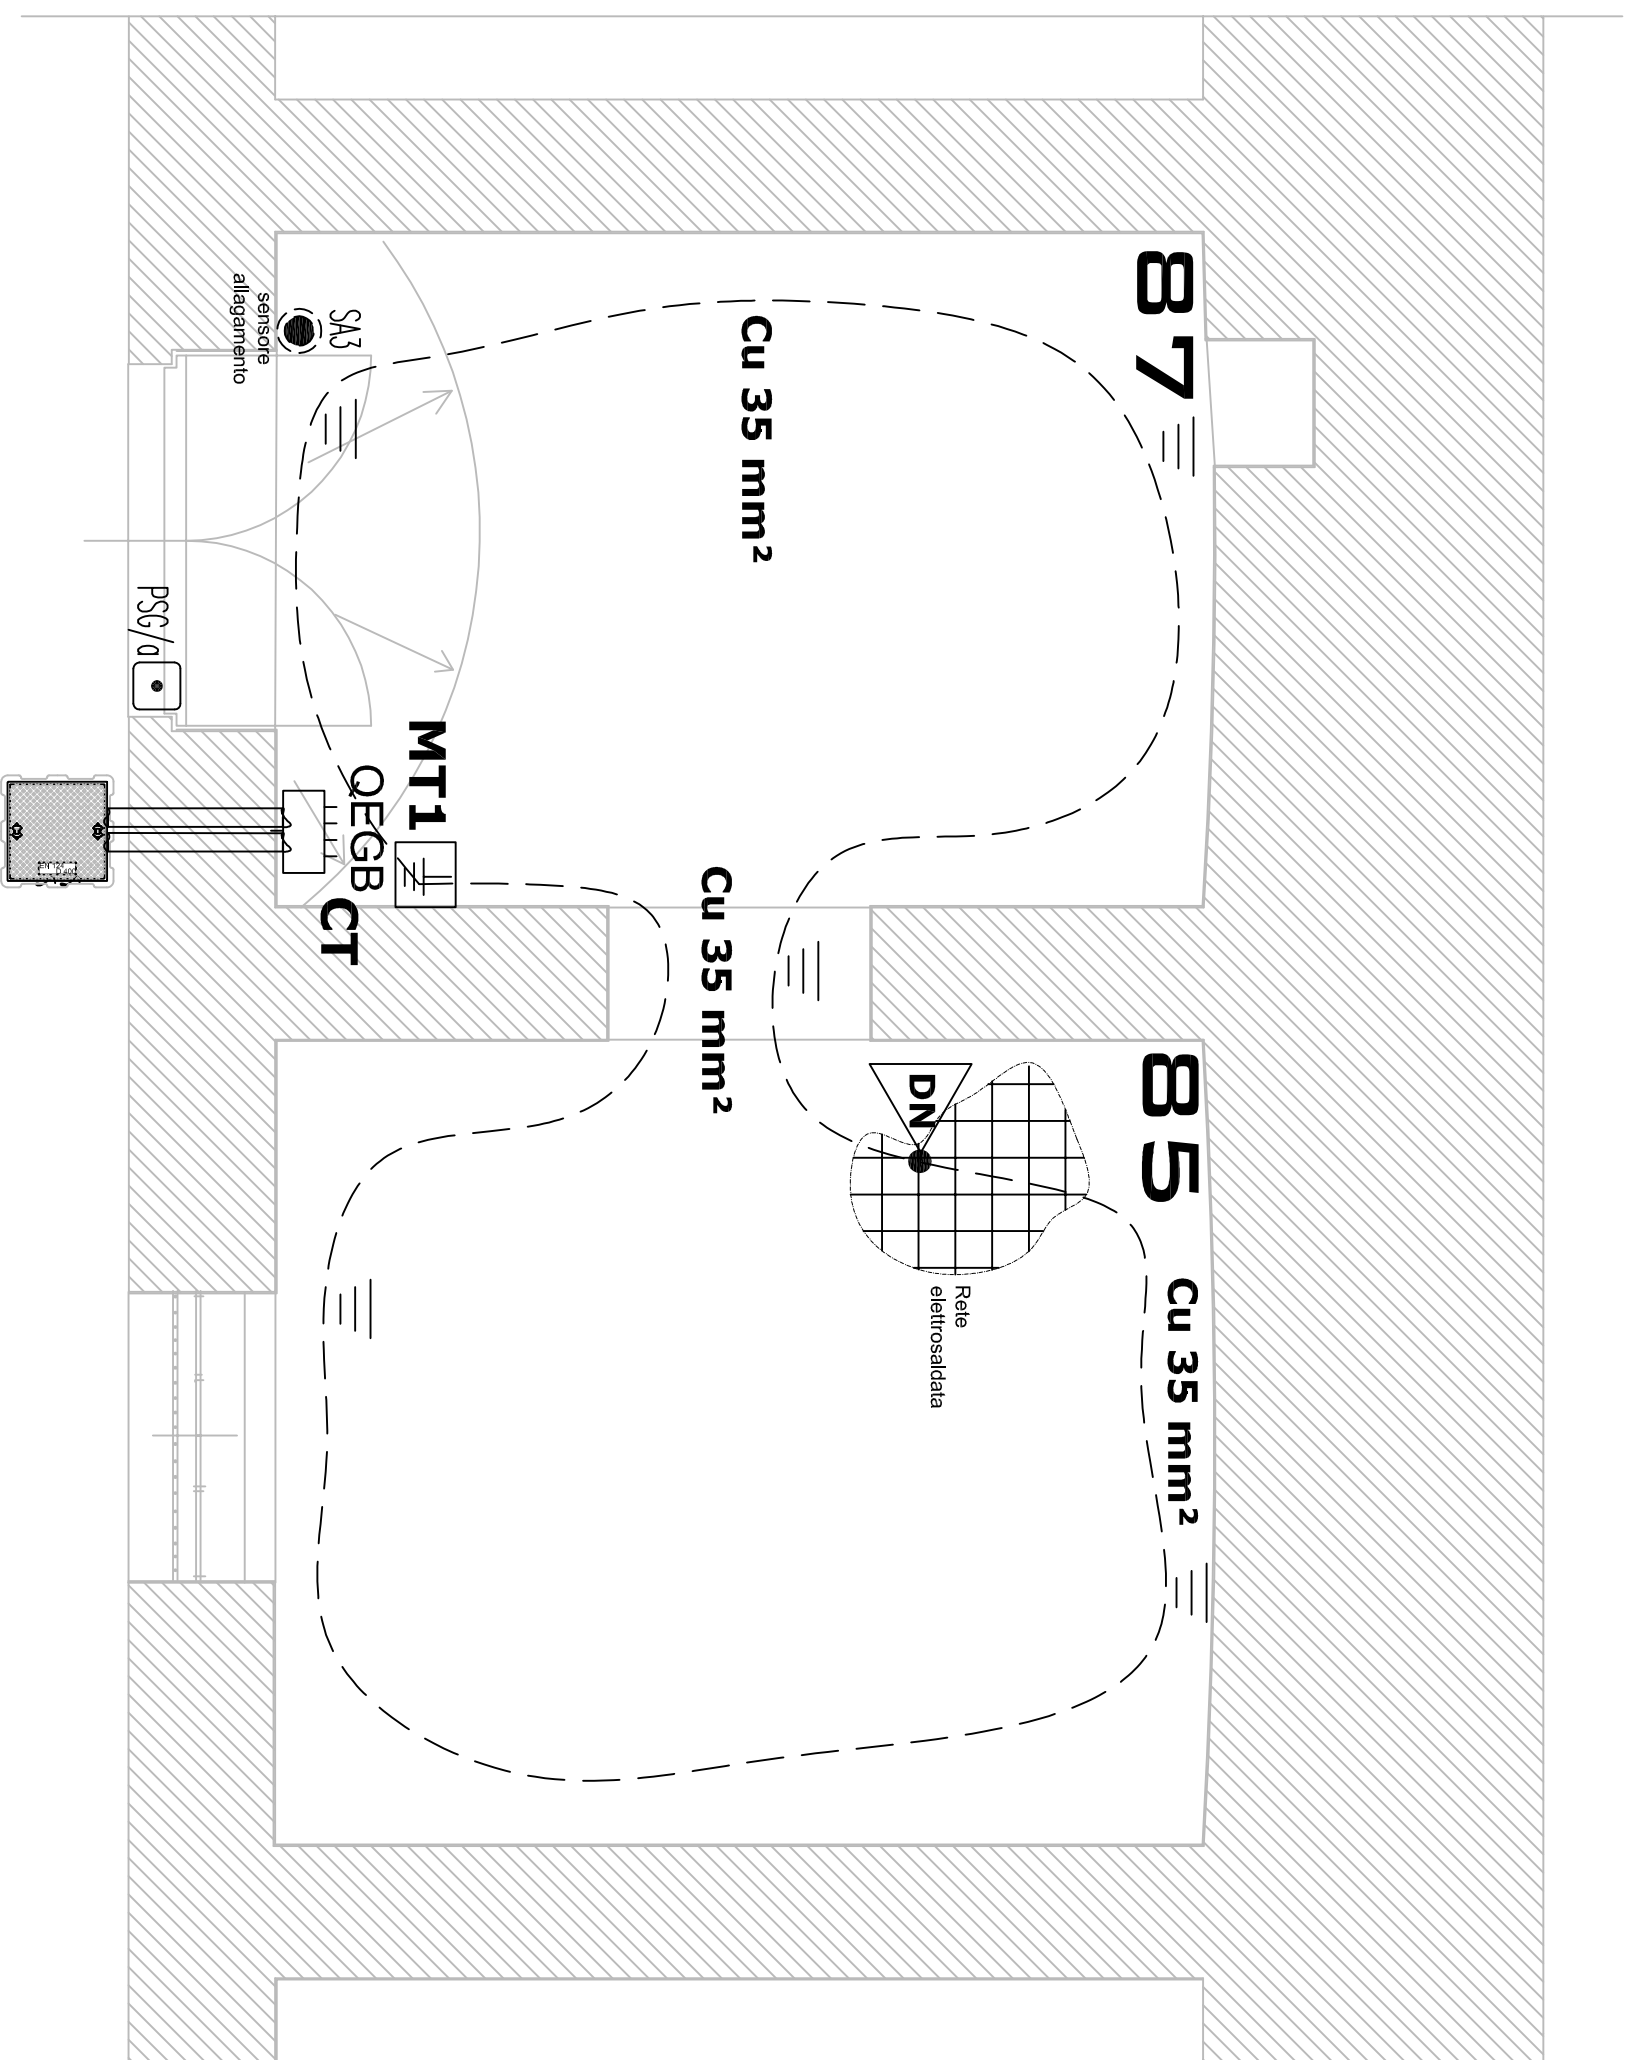 87
Cu 35 mm²
SA3
sensore
allagamento
PSG/a
MT1
QEGB
CT
Cu 35 mm²
85
DN
Rete
elettrosaldata
Cu 35 mm²